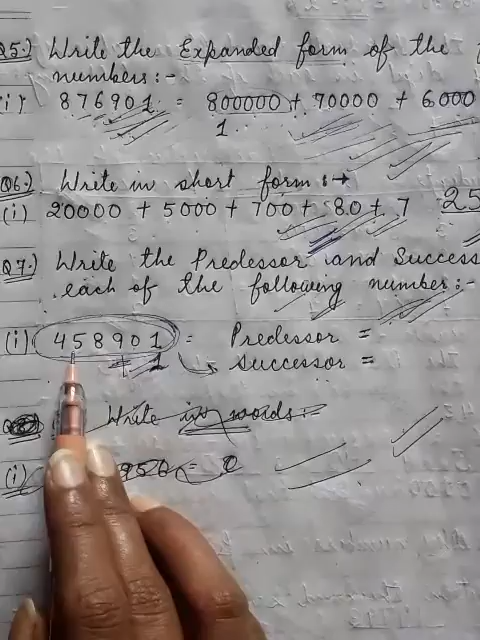 Q5.) Write the Expanded form of the
numbers:-
(i) 876901 = 800000 + 70000 + 6000
1
Q6.) Write in short form:→
(i) 20000 + 5000 + 700 + 80 + 7 25
Q7.) Write the Predessor and Success
each of the following number:-
(i) 458901 = Predessor =
+ 1 Successor =
Write in words:-
(i) 956 =